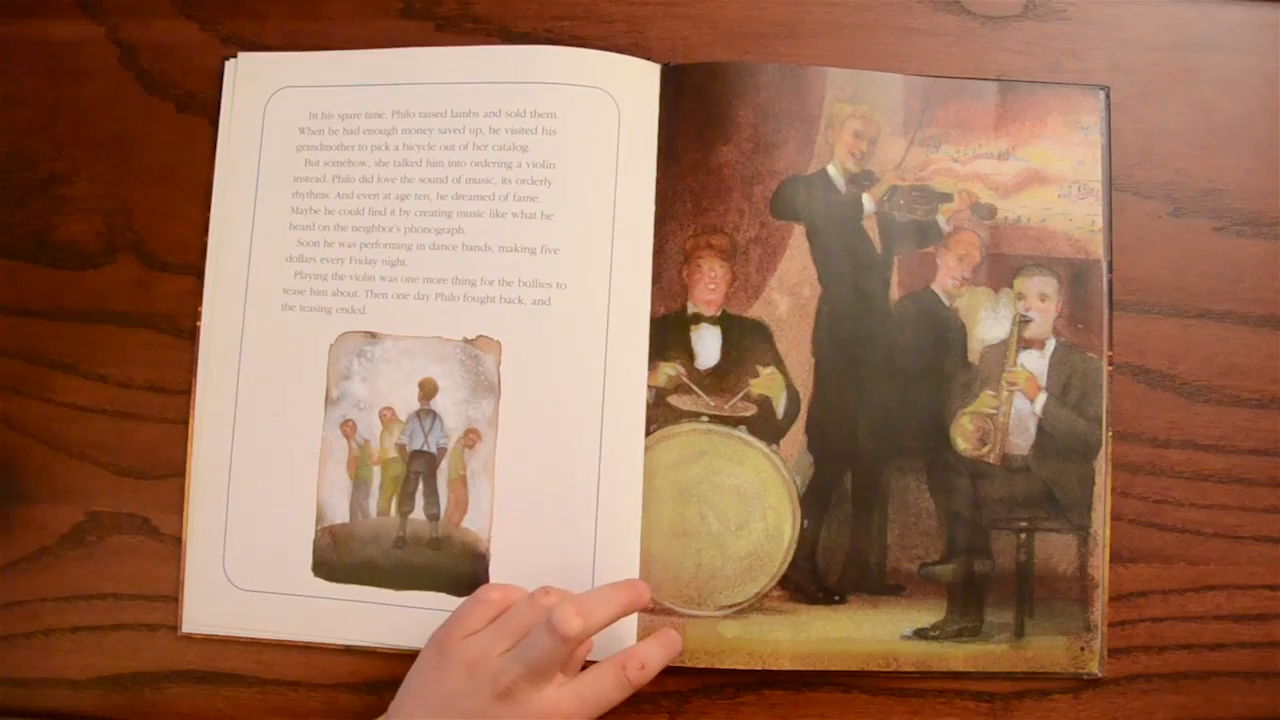 In his spare time, Philo raised lambs and sold them.
When he had enough money saved up, he visited his
grandmother to pick a bicycle out of her catalog.
But somehow, she talked him into ordering a violin
instead. Philo did love the sound of music, its orderly
rhythms. And even at age ten, he dreamed of fame.
Maybe he could find it by creating music like what he
heard on the neighbor's phonograph.
Soon he was performing in dance bands, making five
dollars every Friday night.
Playing the violin was one more thing for the bullies to
tease him about. Then one day Philo fought back, and
the teasing ended.